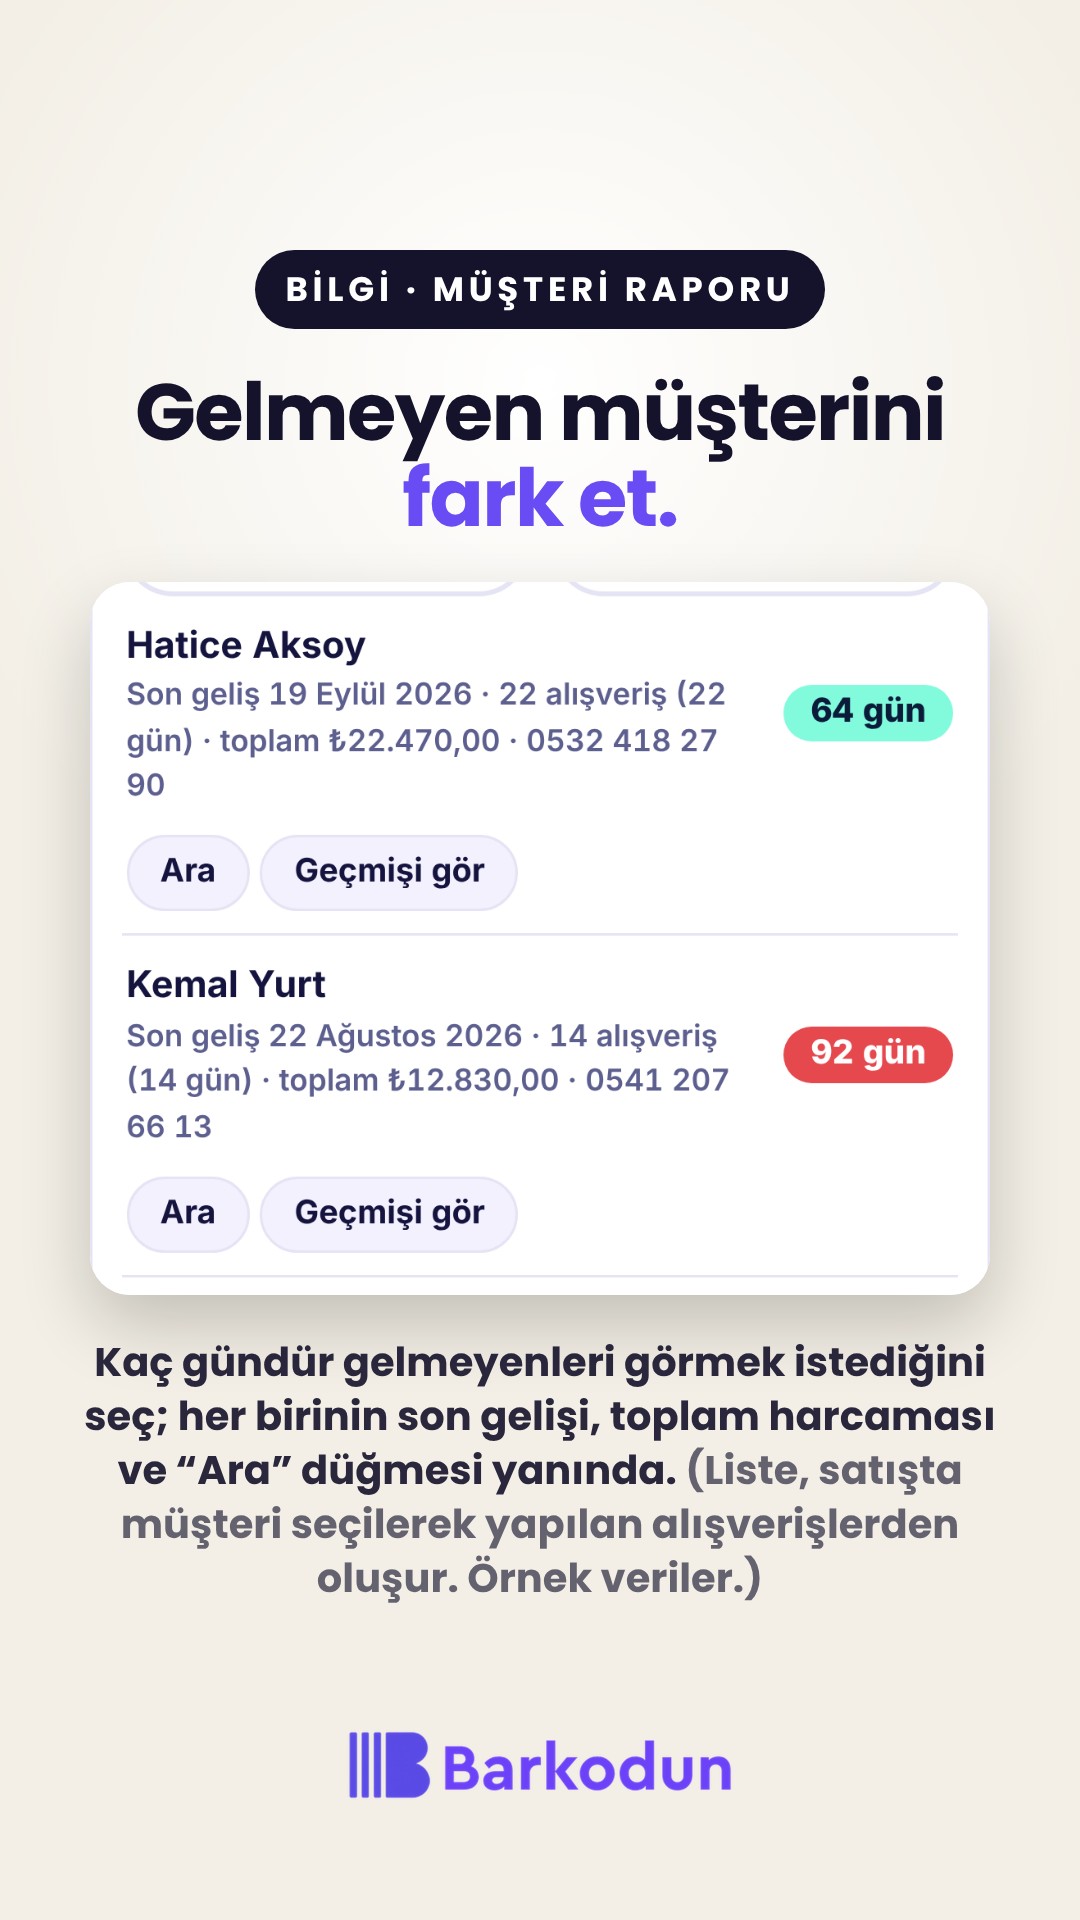 BİLGİ · MÜŞTERİ RAPORU
Gelmeyen müşterini
fark et.
Hatice Aksoy
Son geliş 19 Eylül 2026 · 22 alışveriş (22
gün) · toplam ₺22.470,00 · 0532 418 27
90
64 gün
Ara
Geçmişi gör
Kemal Yurt
Son geliş 22 Ağustos 2026 · 14 alışveriş
(14 gün) · toplam ₺12.830,00 · 0541 207
66 13
92 gün
Ara
Geçmişi gör
Kaç gündür gelmeyenleri görmek istediğini
seç; her birinin son gelişi, toplam harcaması
ve “Ara” düğmesi yanında. (Liste, satışta
müşteri seçilerek yapılan alışverişlerden
oluşur. Örnek veriler.)
Barkodun